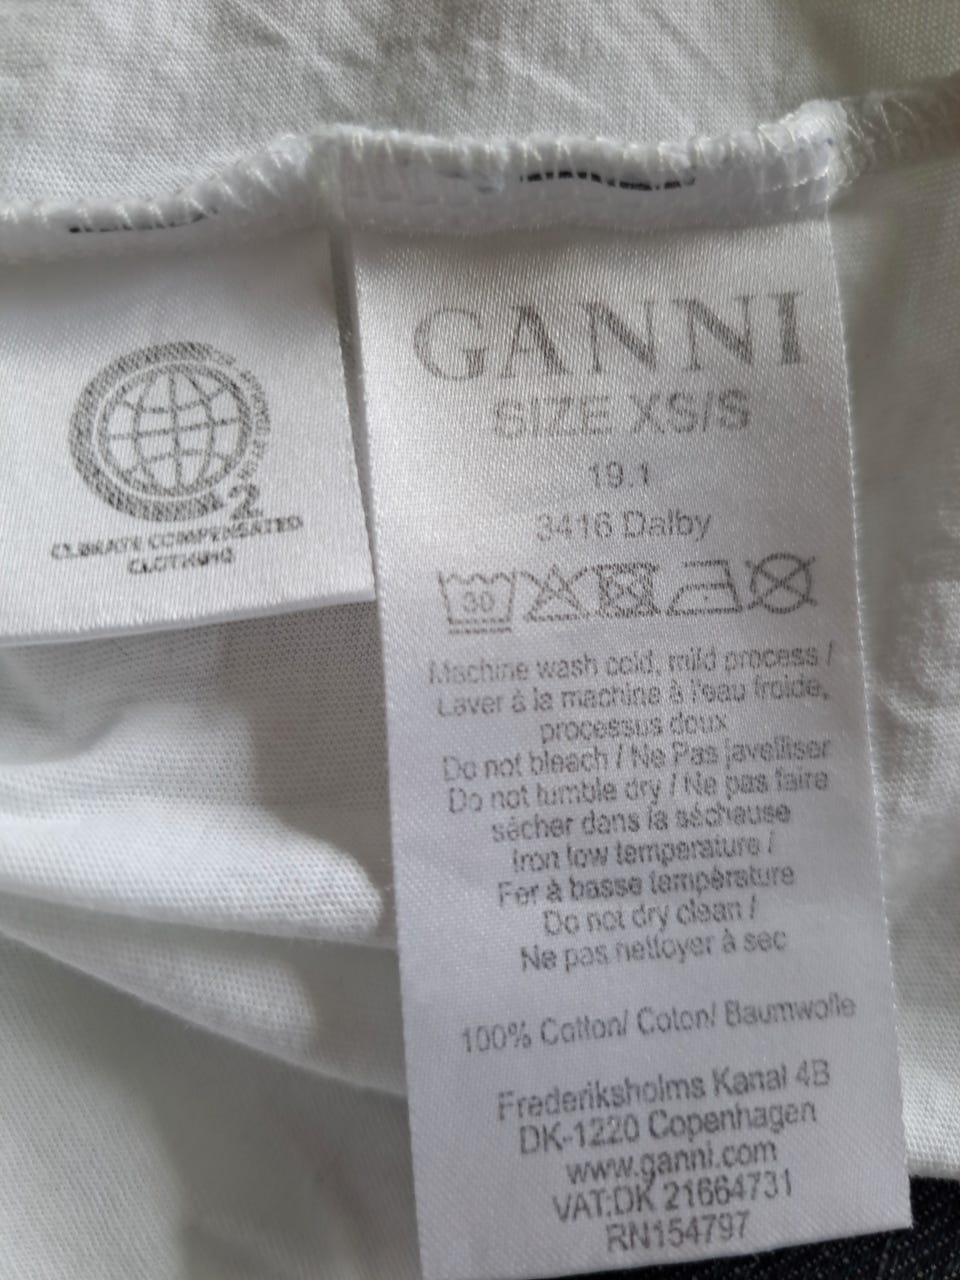 2
CLIMATE COMPENSATED
CLOTHING
GANNI
SIZE XS/S
19.1
3416 Dalby
30
Machine wash cold, mild process /
Laver à la machine à l'eau froide,
processus doux
Do not bleach / Ne Pas javelliser
Do not tumble dry / Ne pas faire
sécher dans la séchause
Iron low temperature /
Fer à basse température
Do not dry clean /
Ne pas nettoyer à sec
100% Cotton/ Coton/ Baumwolle
Frederiksholms Kanal 4B
DK-1220 Copenhagen
www.ganni.com
VAT:DK 21664731
RN154797